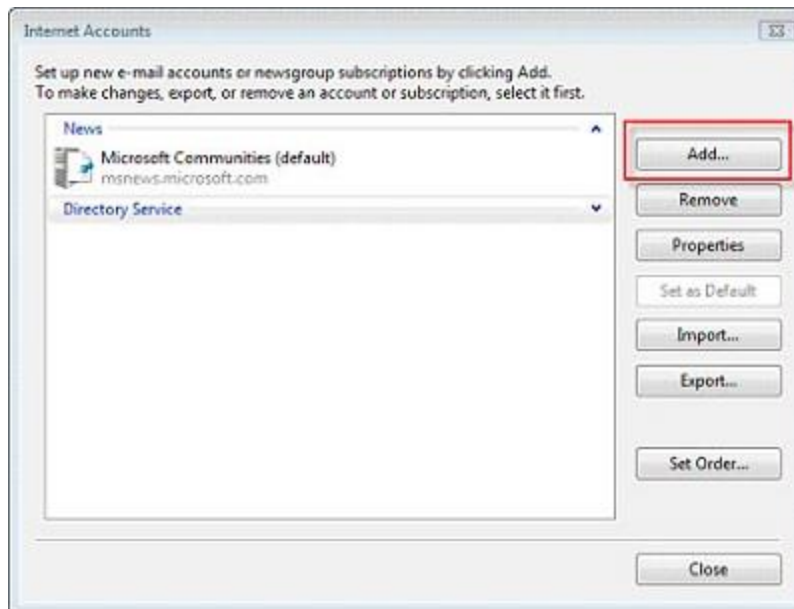 Internet Accounts
Set up new e-mail accounts or newsgroup subscriptions by clicking Add.
To make changes, export, or remove an account or subscription, select it first.
News
Microsoft Communities (default)
msnews.microsoft.com
Directory Service
Add...
Remove
Properties
Set as Default
Import...
Export...
Set Order...
Close